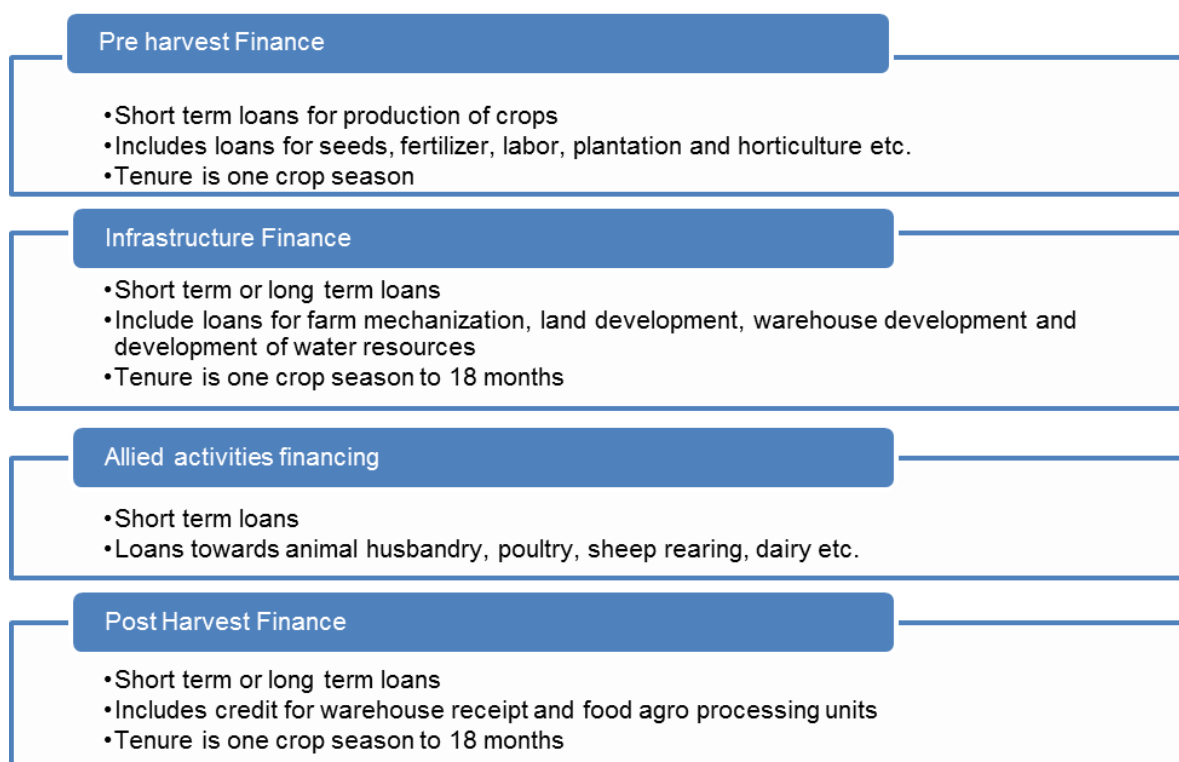 Pre harvest Finance
•Short term loans for production of crops
•Includes loans for seeds, fertilizer, labor, plantation and horticulture etc.
•Tenure is one crop season
Infrastructure Finance
•Short term or long term loans
•Include loans for farm mechanization, land development, warehouse development and
development of water resources
•Tenure is one crop season to 18 months
Allied activities financing
•Short term loans
•Loans towards animal husbandry, poultry, sheep rearing, dairy etc.
Post Harvest Finance
•Short term or long term loans
•Includes credit for warehouse receipt and food agro processing units
•Tenure is one crop season to 18 months